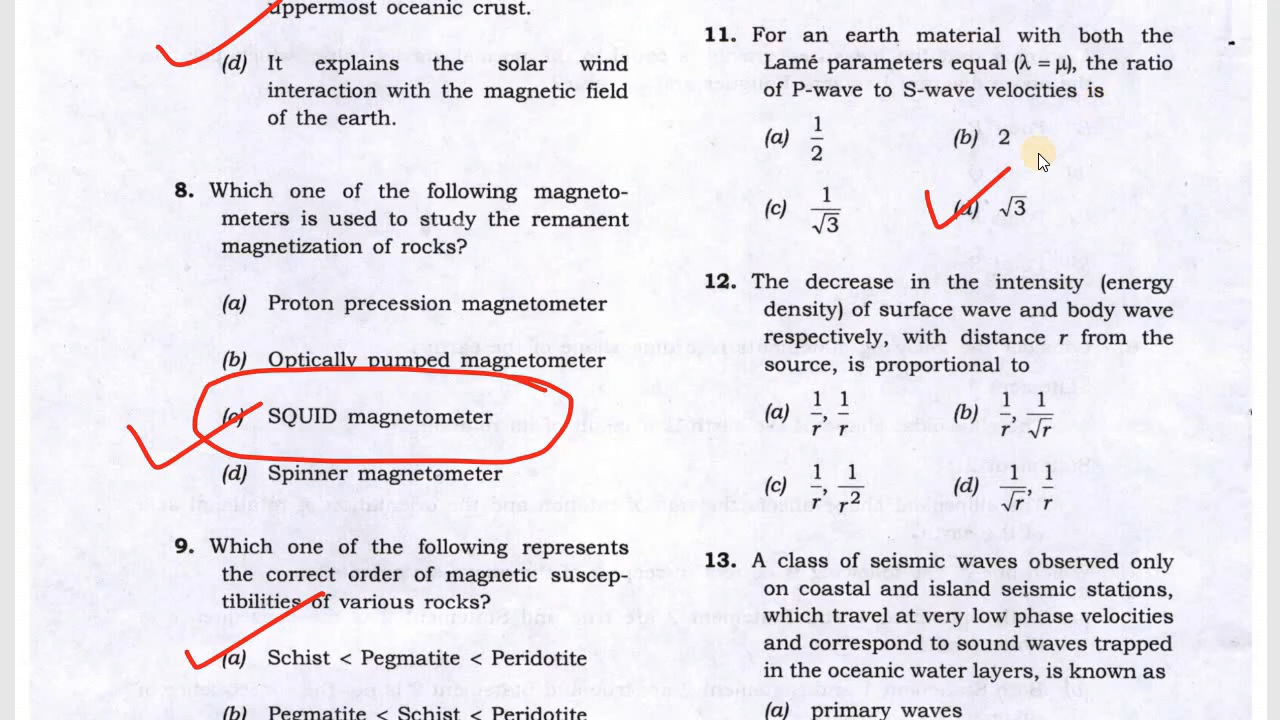 uppermost oceanic crust.
(d) It explains the solar wind
interaction with the magnetic field
of the earth.
8. Which one of the following magneto-
meters is used to study the remanent
magnetization of rocks?
(a) Proton precession magnetometer
(b) Optically pumped magnetometer
(c) SQUID magnetometer
(d) Spinner magnetometer
9. Which one of the following represents
the correct order of magnetic suscep-
tibilities of various rocks?
(a) Schist < Pegmatite < Peridotite
(b) Pegmatite < Schist < Peridotite
11. For an earth material with both the
Lamé parameters equal (λ = μ), the ratio
of P-wave to S-wave velocities is
(a) 1/2 (b) 2
(c) 1/√3 (d) √3
12. The decrease in the intensity (energy
density) of surface wave and body wave
respectively, with distance r from the
source, is proportional to
(a) 1/r, 1/r (b) 1/r, 1/√r
(c) 1/r, 1/r² (d) 1/√r, 1/r
13. A class of seismic waves observed only
on coastal and island seismic stations,
which travel at very low phase velocities
and correspond to sound waves trapped
in the oceanic water layers, is known as
(a) primary waves